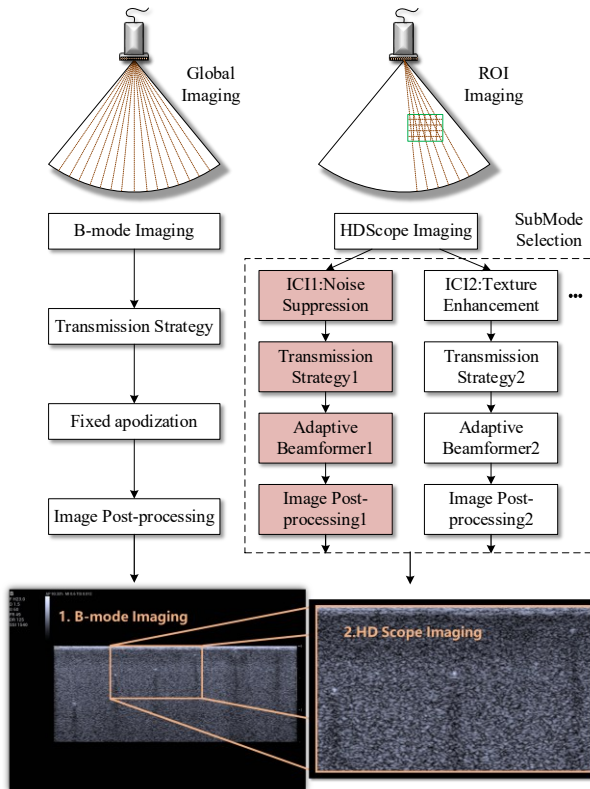 Global
Imaging
ROI
Imaging
B-mode Imaging
Transmission Strategy
Fixed apodization
Image Post-processing
HDScope Imaging
SubMode
Selection
ICI1:Noise
Suppression
Transmission
Strategy1
Adaptive
Beamformer1
Image Post-
processing1
ICI2:Texture
Enhancement
...
Transmission
Strategy2
Adaptive
Beamformer2
Image Post-
processing2
1. B-mode Imaging
2.HD Scope Imaging